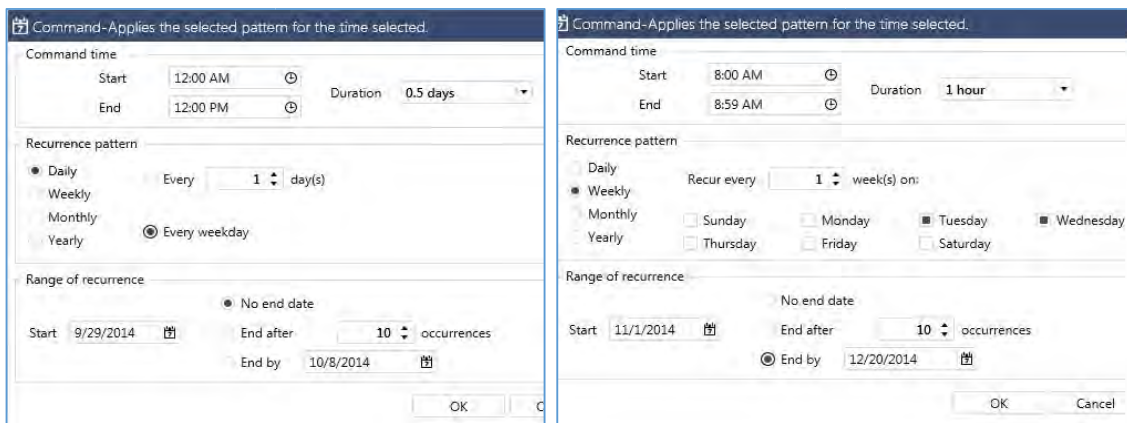 Command-Applies the selected pattern for the time selected.
Command time
Start 12:00 AM
End 12:00 PM
Duration 0.5 days
Recurrence pattern
Daily
Weekly
Monthly
Yearly
Every 1 day(s)
Every weekday
Range of recurrence
Start 9/29/2014
No end date
End after 10 occurrences
End by 10/8/2014
OK C
Command-Applies the selected pattern for the time selected.
Command time
Start 8:00 AM
End 8:59 AM
Duration 1 hour
Recurrence pattern
Daily
Weekly
Monthly
Yearly
Recur every 1 week(s) on:
Sunday Monday Tuesday Wednesday
Thursday Friday Saturday
Range of recurrence
Start 11/1/2014
No end date
End after 10 occurrences
End by 12/20/2014
OK Cancel